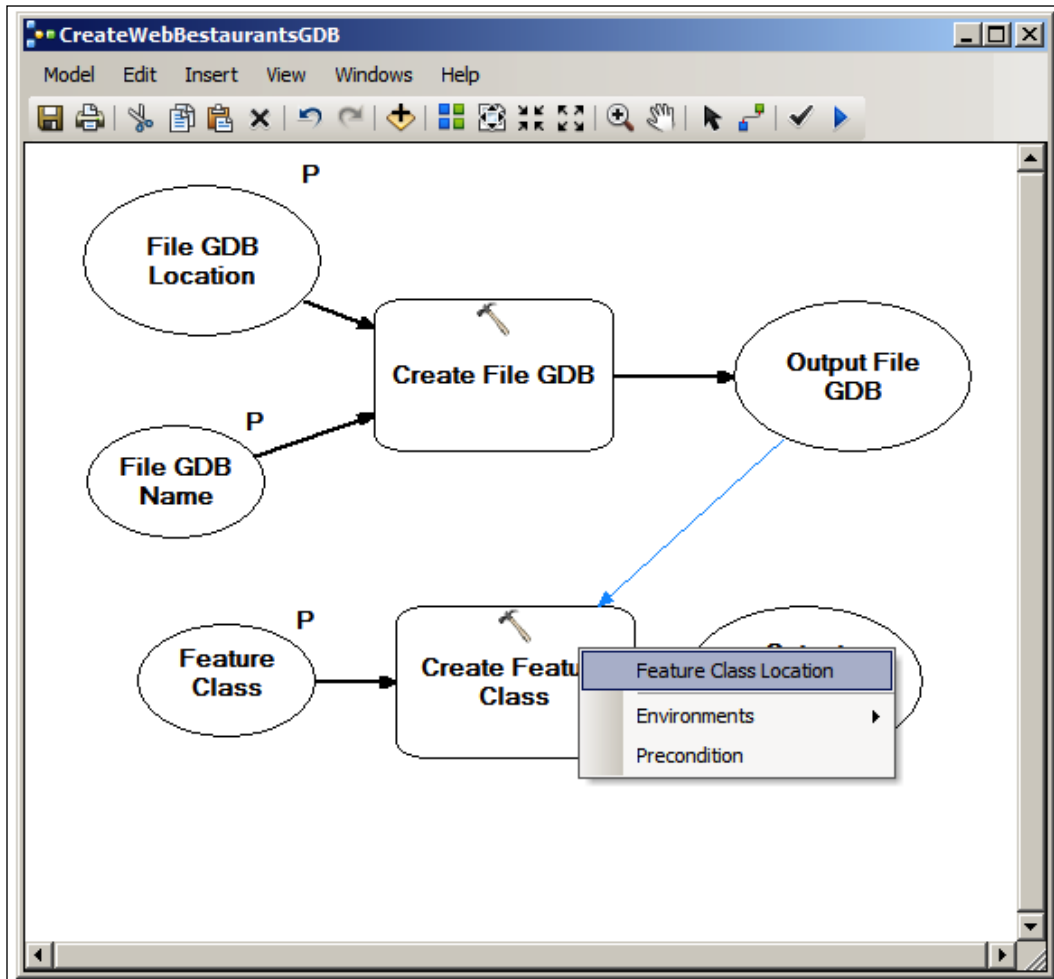 CreateWebBestaurantsGDB
Model Edit Insert View Windows Help
P
File GDB
Location
Create File GDB
Output File
GDB
P
File GDB
Name
P
Feature
Class
Create Featu
Class
Feature Class Location
Environments
Precondition